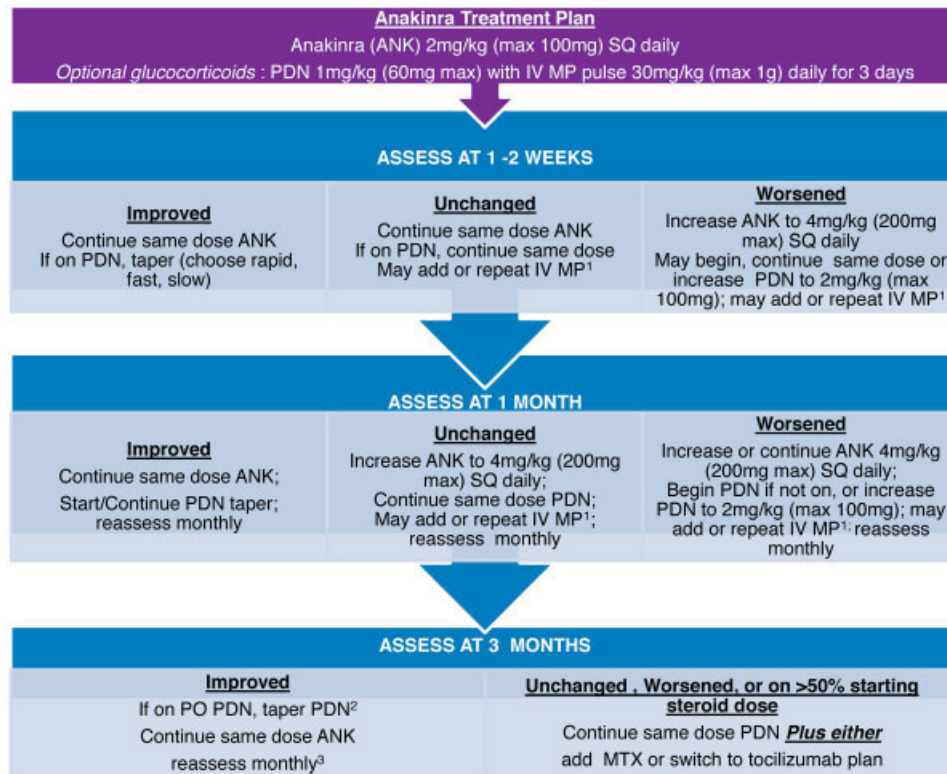 Anakinra Treatment Plan
Anakinra (ANK) 2mg/kg (max 100mg) SQ daily
Optional glucocorticoids : PDN 1mg/kg (60mg max) with IV MP pulse 30mg/kg (max 1g) daily for 3 days
ASSESS AT 1 -2 WEEKS
Improved
Continue same dose ANK
If on PDN, taper (choose rapid,
fast, slow)
Unchanged
Continue same dose ANK
If on PDN, continue same dose
May add or repeat IV MP¹
Worsened
Increase ANK to 4mg/kg (200mg
max) SQ daily
May begin, continue same dose or
increase PDN to 2mg/kg (max
100mg); may add or repeat IV MP¹
ASSESS AT 1 MONTH
Improved
Continue same dose ANK;
Start/Continue PDN taper;
reassess monthly
Unchanged
Increase ANK to 4mg/kg (200mg
max) SQ daily;
Continue same dose PDN;
May add or repeat IV MP¹;
reassess monthly
Worsened
Increase or continue ANK 4mg/kg
(200mg max) SQ daily;
Begin PDN if not on, or increase
PDN to 2mg/kg (max 100mg); may
add or repeat IV MP¹; reassess
monthly
ASSESS AT 3 MONTHS
Improved
If on PO PDN, taper PDN²
Continue same dose ANK
reassess monthly³
Unchanged , Worsened, or on >50% starting
steroid dose
Continue same dose PDN Plus either
add MTX or switch to tocilizumab plan